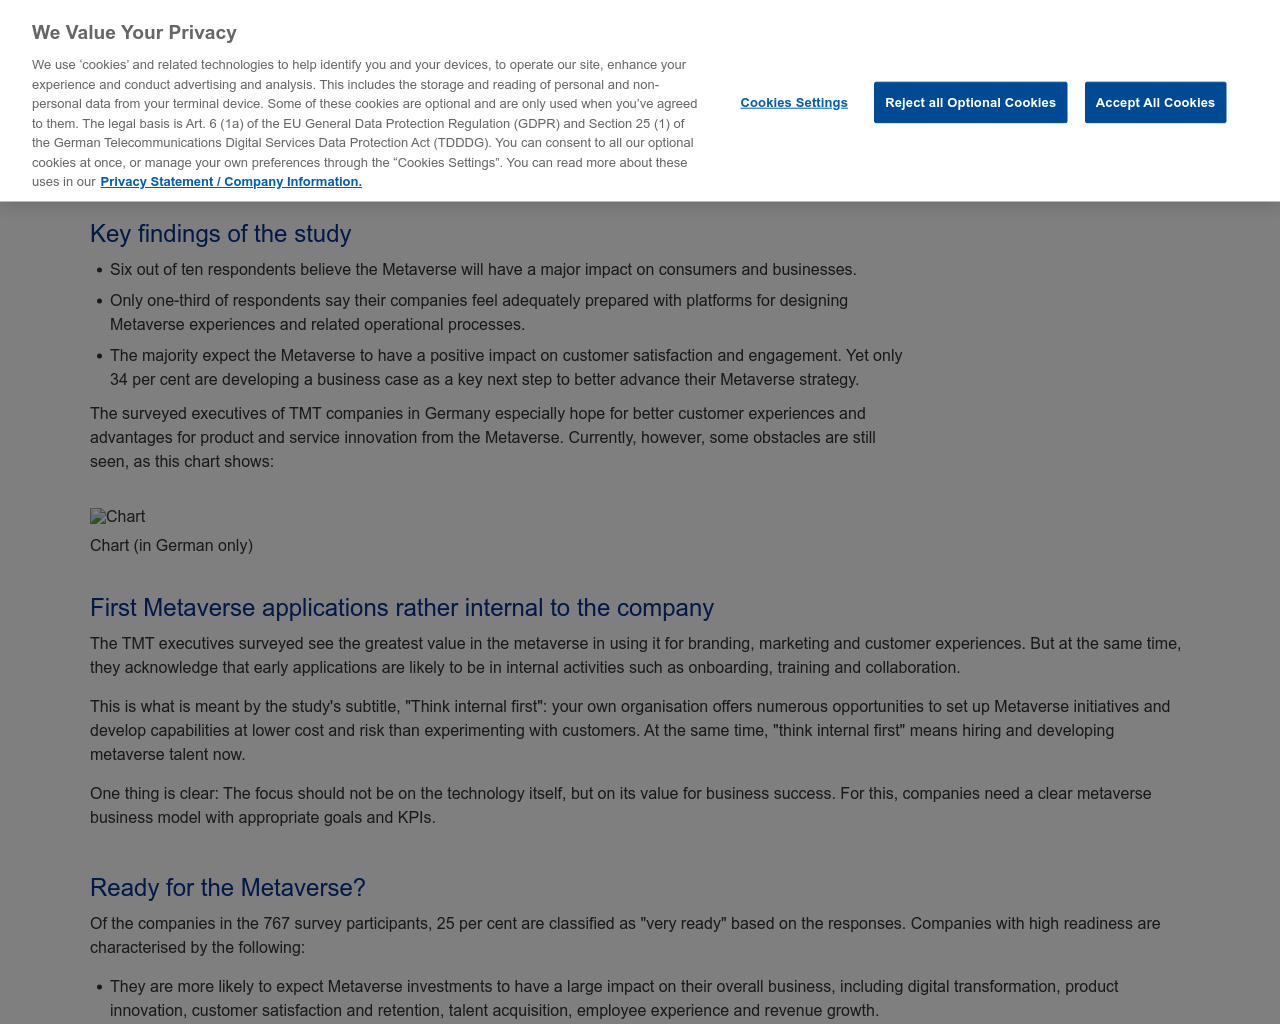 We Value Your Privacy
We use ‘cookies’ and related technologies to help identify you and your devices, to operate our site, enhance your
experience and conduct advertising and analysis. This includes the storage and reading of personal and non-
personal data from your terminal device. Some of these cookies are optional and are only used when you’ve agreed
to them. The legal basis is Art. 6 (1a) of the EU General Data Protection Regulation (GDPR) and Section 25 (1) of
the German Telecommunications Digital Services Data Protection Act (TDDDG). You can consent to all our optional
cookies at once, or manage your own preferences through the “Cookies Settings”. You can read more about these
uses in our Privacy Statement / Company Information.
Cookies Settings
Reject all Optional Cookies
Accept All Cookies
Key findings of the study
• Six out of ten respondents believe the Metaverse will have a major impact on consumers and businesses.
• Only one-third of respondents say their companies feel adequately prepared with platforms for designing
Metaverse experiences and related operational processes.
• The majority expect the Metaverse to have a positive impact on customer satisfaction and engagement. Yet only
34 per cent are developing a business case as a key next step to better advance their Metaverse strategy.
The surveyed executives of TMT companies in Germany especially hope for better customer experiences and
advantages for product and service innovation from the Metaverse. Currently, however, some obstacles are still
seen, as this chart shows:
Chart
Chart (in German only)
First Metaverse applications rather internal to the company
The TMT executives surveyed see the greatest value in the metaverse in using it for branding, marketing and customer experiences. But at the same time,
they acknowledge that early applications are likely to be in internal activities such as onboarding, training and collaboration.
This is what is meant by the study's subtitle, "Think internal first": your own organisation offers numerous opportunities to set up Metaverse initiatives and
develop capabilities at lower cost and risk than experimenting with customers. At the same time, "think internal first" means hiring and developing
metaverse talent now.
One thing is clear: The focus should not be on the technology itself, but on its value for business success. For this, companies need a clear metaverse
business model with appropriate goals and KPIs.
Ready for the Metaverse?
Of the companies in the 767 survey participants, 25 per cent are classified as "very ready" based on the responses. Companies with high readiness are
characterised by the following:
• They are more likely to expect Metaverse investments to have a large impact on their overall business, including digital transformation, product
innovation, customer satisfaction and retention, talent acquisition, employee experience and revenue growth.